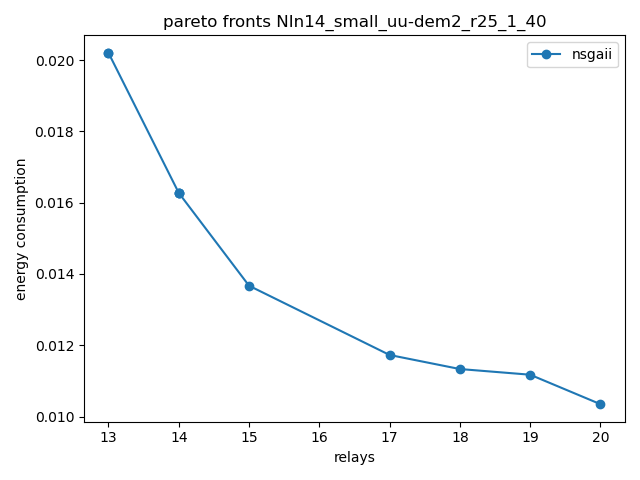 pareto fronts NIn14_small_uu-dem2_r25_1_40
nsgaii
energy consumption
0.020
0.018
0.016
0.014
0.012
0.010
13 14 15 16 17 18 19 20
relays